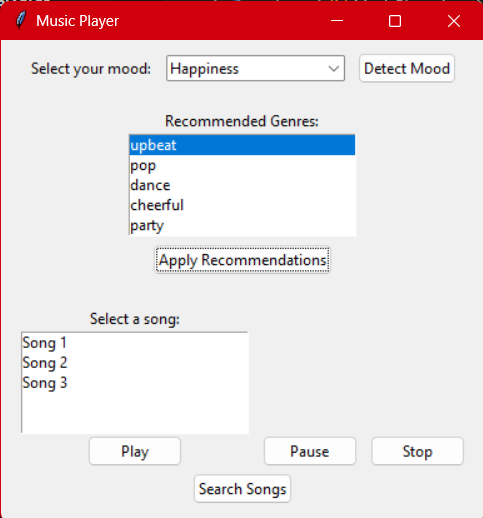 Music Player
Select your mood: Happiness Detect Mood
Recommended Genres:
upbeat
pop
dance
cheerful
party
Apply Recommendations
Select a song:
Song 1
Song 2
Song 3
Play Pause Stop
Search Songs